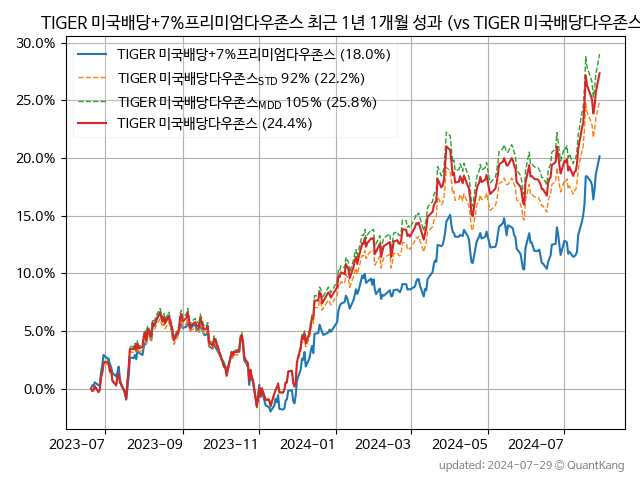 TIGER 미국배당+7%프리미엄다우존스 최근 1년 1개월 성과 (vs TIGER 미국배당다우존스
30.0%
25.0%
20.0%
15.0%
10.0%
5.0%
0.0%
TIGER 미국배당+7%프리미엄다우존스 (18.0%)
TIGER 미국배당다우존스STD 92% (22.2%)
TIGER 미국배당다우존스MDD 105% (25.8%)
TIGER 미국배당다우존스 (24.4%)
2023-07 2023-09 2023-11 2024-01 2024-03 2024-05 2024-07
updated: 2024-07-29 © QuantKang